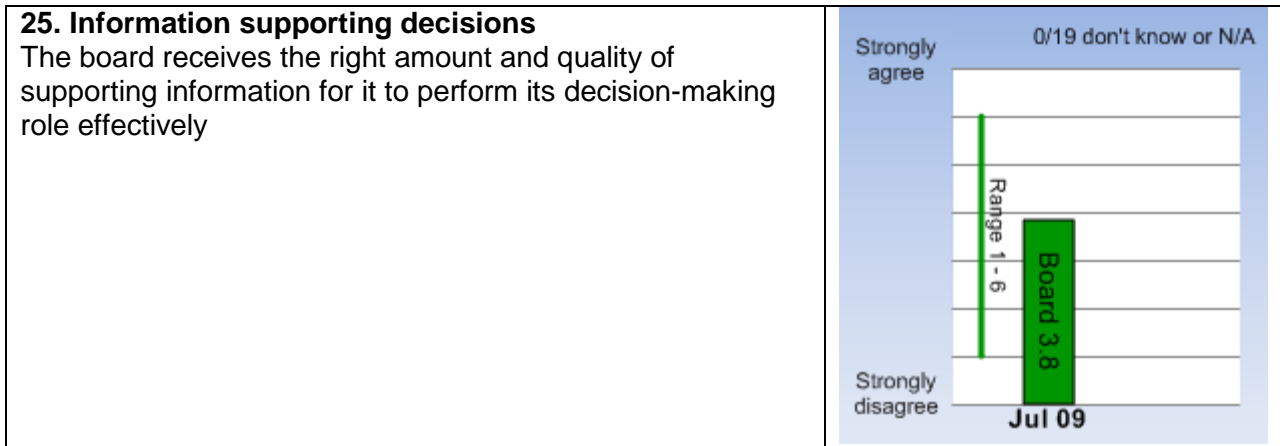 25. Information supporting decisions
The board receives the right amount and quality of
supporting information for it to perform its decision-making
role effectively
0/19 don't know or N/A
Strongly
agree
Range 1 - 6
Board 3.8
Strongly
disagree
Jul 09